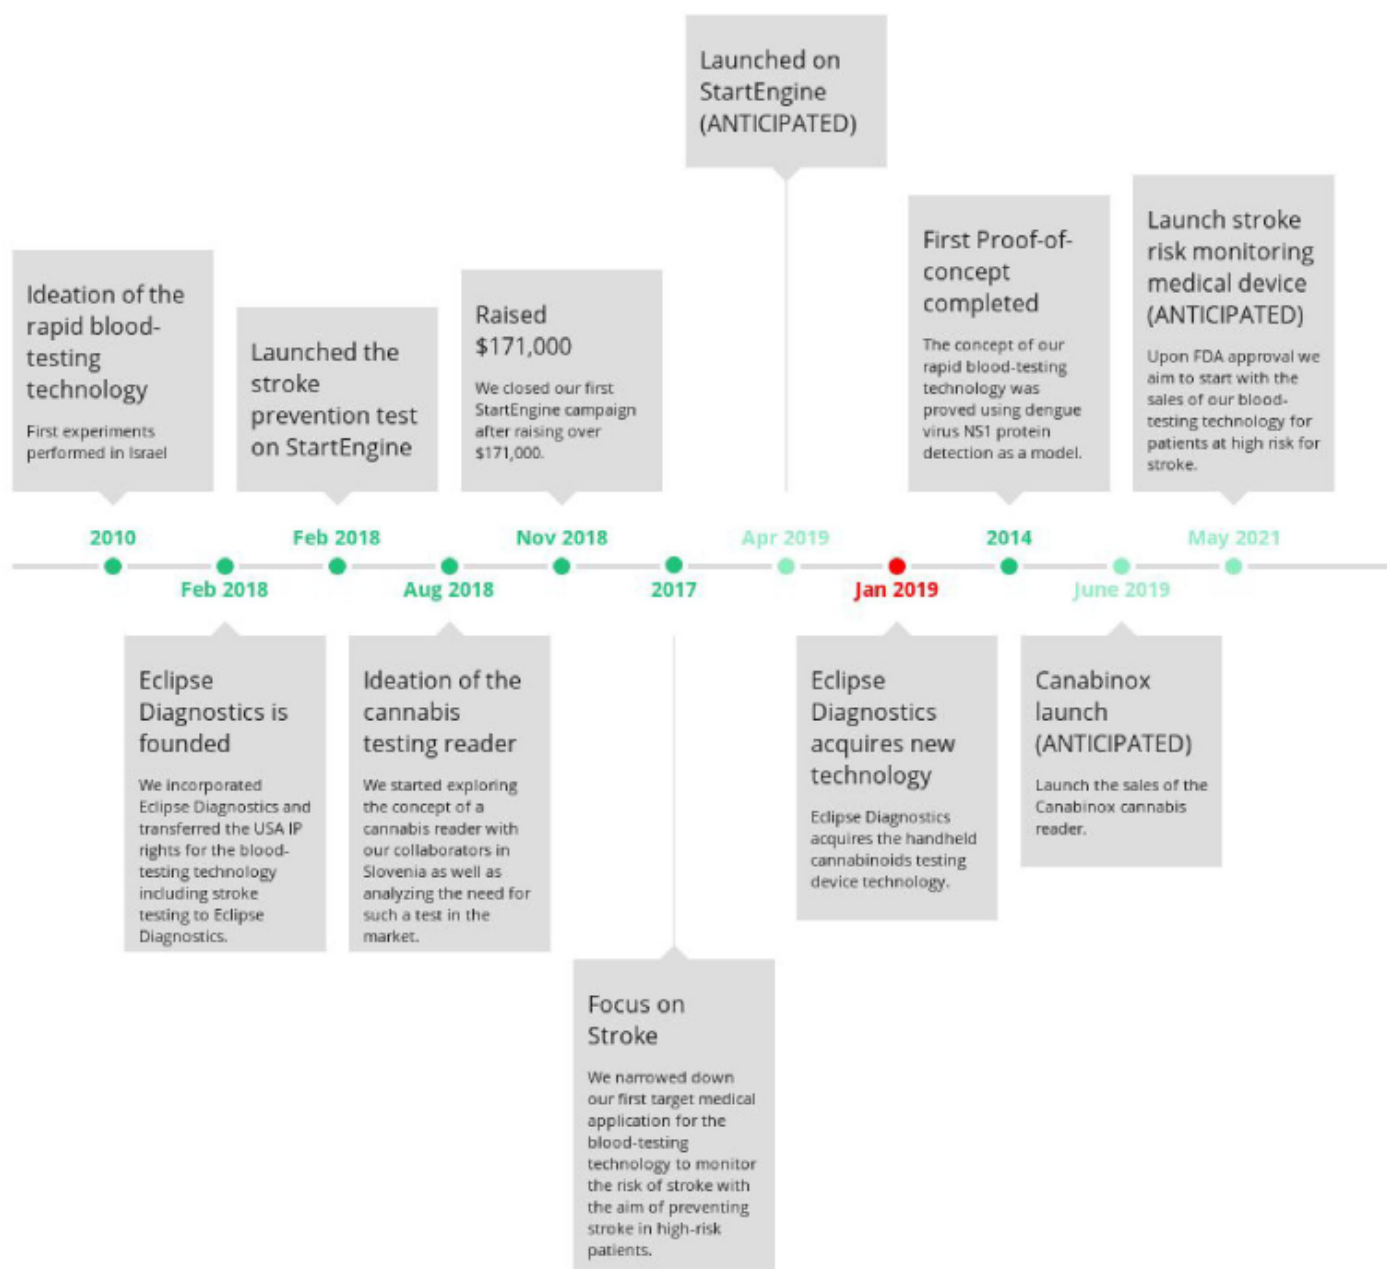 Launched on
StartEngine
(ANTICIPATED)
Ideation of the
rapid blood-
testing
technology
First experiments
performed in Israel
Launched the
stroke
prevention test
on StartEngine
Raised
$171,000
We closed our first
StartEngine campaign
after raising over
$171,000.
First Proof-of-
concept
completed
The concept of our
rapid blood-testing
technology was
proved using dengue
virus NS1 protein
detection as a model.
Launch stroke
risk monitoring
medical device
(ANTICIPATED)
Upon FDA approval we
aim to start with the
sales of our blood-
testing technology for
patients at high risk for
stroke.
2010
Feb 2018
Nov 2018
Apr 2019
2014
May 2021
Feb 2018
Aug 2018
2017
Jan 2019
June 2019
Eclipse
Diagnostics is
founded
We incorporated
Eclipse Diagnostics and
transferred the USA IP
rights for the blood-
testing technology
including stroke
testing to Eclipse
Diagnostics.
Ideation of the
cannabis
testing reader
We started exploring
the concept of a
cannabis reader with
our collaborators in
Slovenia as well as
analyzing the need for
such a test in the
market.
Focus on
Stroke
We narrowed down
our first target medical
application for the
blood-testing
technology to monitor
the risk of stroke with
the aim of preventing
stroke in high-risk
patients.
Eclipse
Diagnostics
acquires new
technology
Eclipse Diagnostics
acquires the handheld
cannabinoids testing
device technology.
Canabinox
launch
(ANTICIPATED)
Launch the sales of the
Canabinox cannabis
reader.